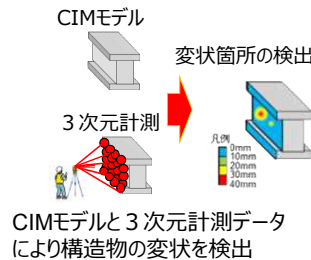 CIMモデル
変状箇所の検出
３次元計測
凡例
0mm
10mm
20mm
30mm
40mm
CIMモデルと３次元計測データ
により構造物の変状を検出